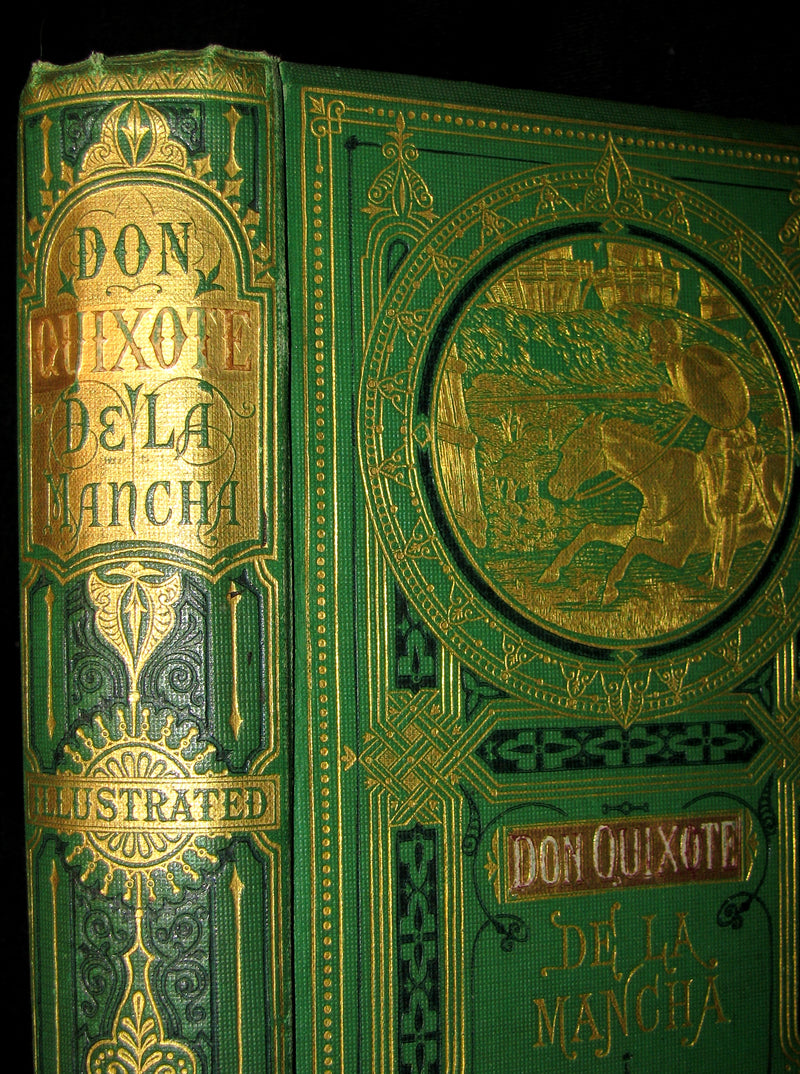 DON
QUIXOTE
DE LA
MANCHA
ILLUSTRATED
DON QUIXOTE
DE LA
MANCHA